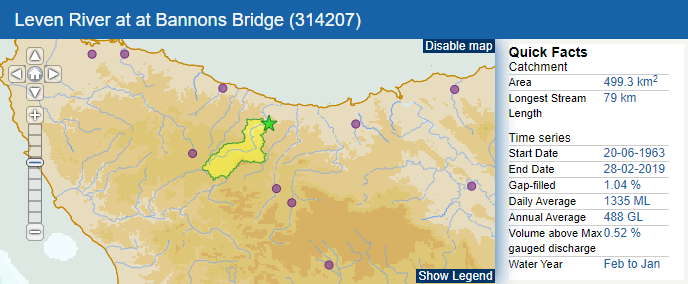 Leven River at at Bannons Bridge (314207)
Disable map
Show Legend
Quick Facts
Catchment
Area 499.3 km²
Longest Stream 79 km
Length
Time series
Start Date 20-06-1963
End Date 28-02-2019
Gap-filled 1.04 %
Daily Average 1335 ML
Annual Average 488 GL
Volume above Max 0.52 %
gauged discharge
Water Year Feb to Jan